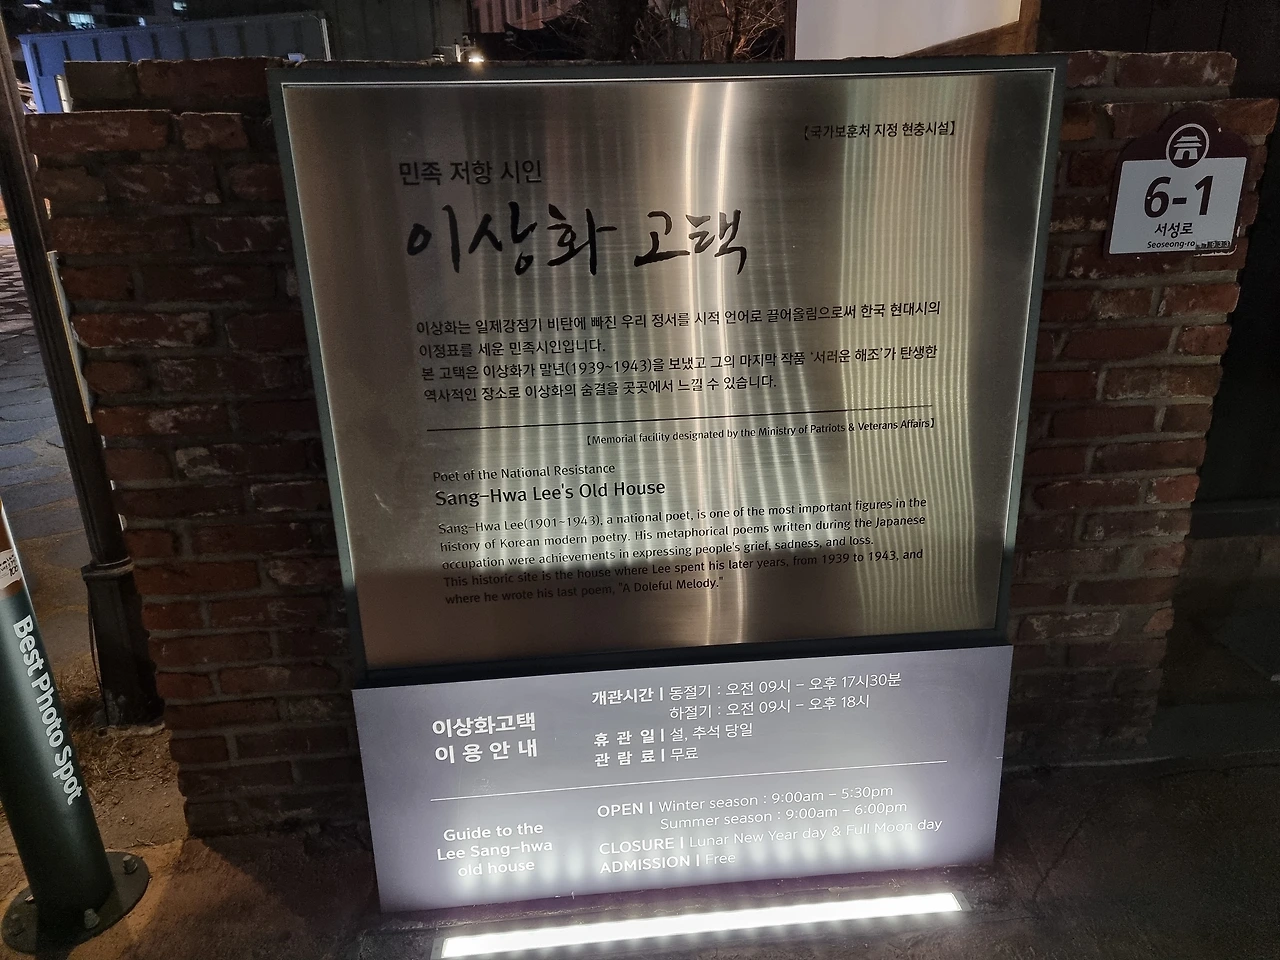 【국가보훈처 지정 현충시설】
민족 저항 시인
이상화 고택
이상화는 일제강점기 비탄에 빠진 우리 정서를 시적 언어로 끌어올림으로써 한국 현대시의
이정표를 세운 민족시인입니다.
본 고택은 이상화가 말년(1939~1943)을 보냈고 그의 마지막 작품 '서러운 해조'가 탄생한
역사적인 장소로 이상화의 숨결을 곳곳에서 느낄 수 있습니다.
【Memorial facility designated by the Ministry of Patriots & Veterans Affairs】
Poet of the National Resistance
Sang-Hwa Lee's Old House
Sang-Hwa Lee(1901~1943), a national poet, is one of the most important figures in the
history of Korean modern poetry. His metaphorical poems written during the Japanese
occupation were achievements in expressing people's grief, sadness, and loss.
This historic site is the house where Lee spent his later years, from 1939 to 1943, and
where he wrote his last poem, "A Doleful Melody."
이상화고택
이용안내
개관시간 | 동절기 : 오전 09시 - 오후 17시30분
하절기 : 오전 09시 - 오후 18시
휴 관 일 | 설, 추석 당일
관 람 료 | 무료
Guide to the
Lee Sang-hwa
old house
OPEN | Winter season : 9:00am - 5:30pm
Summer season : 9:00am - 6:00pm
CLOSURE | Lunar New Year day & Full Moon day
ADMISSION | Free
6-1
서성로
Seoseong-ro
Best Photo Spot